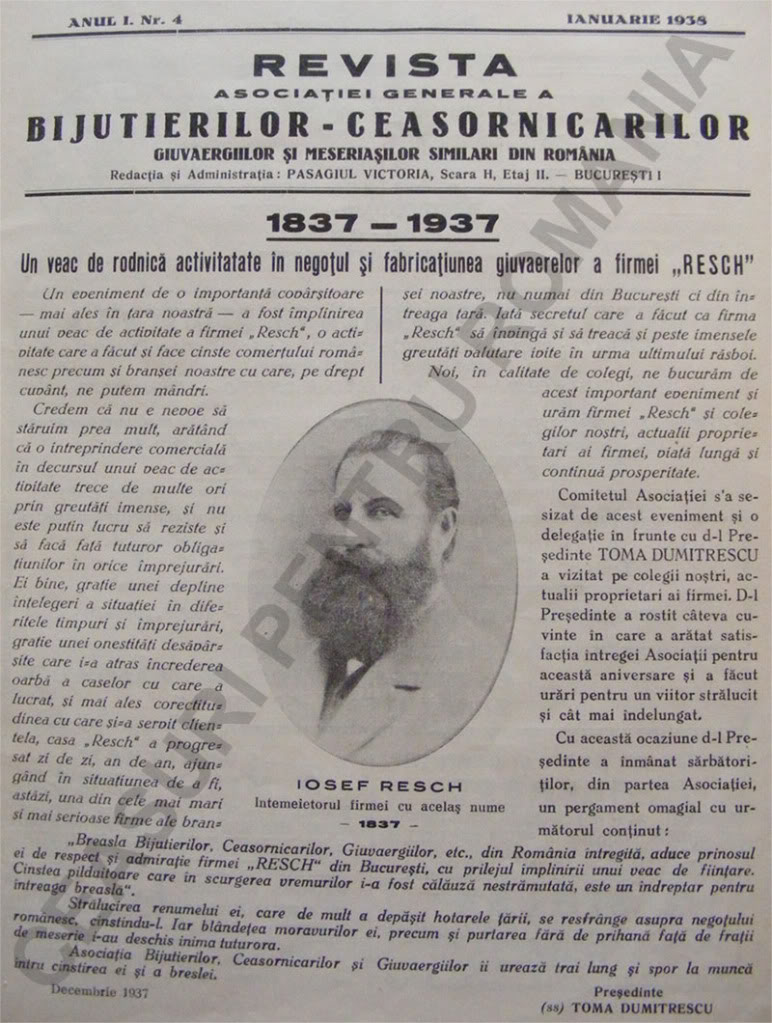 ANUL I. Nr. 4
IANUARIE 1938
REVISTA
ASOCIAȚIEI GENERALE A
BIJUTIERILOR - CEASORNICARILOR
GIUVAERGIILOR ȘI MESERIAȘILOR SIMILARI DIN ROMÂNIA
Redacția și Administrația: PASAGIUL VICTORIA, Scara H, Etaj II. — BUCUREȘTI I
1837 — 1937
Un veac de rodnică activitatate în negoțul și fabricațiunea giuvaerelor a firmei „RESCH"
Un eveniment de o importanță covârșitoare
— mai ales în țara noastră — a fost împlinirea
unui veac de activitate a firmei „Resch", o acti=
vitate care a făcut și face cinste comerțului româ=
nesc precum și branșei noastre cu care, pe drept
cuvânt, ne putem mândri.
Credem că nu e nevoe să
stăruim prea mult, arătând
că o întreprindere comercială
în decursul unui veac de ac=
tivitate trece de multe ori
prin greutăți imense, și nu
este puțin lucru să reziste și
să facă față tuturor obliga=
țiunilor în orice împrejurări.
Ei bine, grație unei depline
înțelegeri a situației în dife=
ritele timpuri și împrejurări,
grație unei onestități desăvâr=
șite care i=a atras încrederea
oarbă a caselor cu care a
lucrat, și mai ales corectitu=
dinea cu care și=a servit clien=
tela, casa „Resch" a progre=
sat zi de zi, an de an, ajun=
gând în situațiunea de a fi,
astăzi, una din cele mai mari
și mai serioase firme ale bran=
șei noastre, nu numai din București ci din în=
treaga țară. Iată secretul care a făcut ca firma
„Resch" să învingă și să treacă și peste imensele
greutăți valutare ivite în urma ultimului răsboi.
Noi, în calitate de colegi, ne bucurăm de
acest important eveniment și
urăm firmei „Resch" și cole=
gilor noștri, actualii proprie=
tari ai firmei, viață lungă și
continuă prosperitate.
Comitetul Asociației s'a se-
sizat de acest eveniment și o
delegație în frunte cu d-l Pre-
ședinte TOMA DUMITRESCU
a vizitat pe colegii noștri, ac-
tualii proprietari ai firmei. D-l
Președinte a rostit câteva cu-
vinte în care a arătat satis-
facția întregei Asociații pentru
această aniversare și a făcut
urări pentru un viitor strălucit
și cât mai îndelungat.
Cu această ocaziune d-l Pre-
ședinte a înmânat sărbători-
ților, din partea Asociației,
un pergament omagial cu ur-
mătorul conținut:
IOSEF RESCH
Intemeietorul firmei cu acelaș nume
- 1837 -
„Breasla Bijutierilor, Ceasornicarilor, Giuvaergiilor, etc., din România întregită, aduce prinosul
ei de respect și admirație firmei „RESCH" din București, cu prilejul împlinirii unui veac de ființare.
Cinstea pilduitoare care în scurgerea vremurilor i-a fost călăuză nestrămutată, este un îndreptar pentru
întreaga breaslă".
Strălucirea renumelui ei, care de mult a depășit hotarele țării, se resfrânge asupra negoțului
românesc, cinstindu-l. Iar blândețea moravurilor ei, precum și purtarea fără de prihană față de frații
de meserie i-au deschis inima tuturora.
Asociația Bijutierilor, Ceasornicarilor și Giuvaergiilor îi urează trai lung și spor la muncă
întru cinstirea ei și a breslei.
Decembrie 1937
Președinte
(ss) TOMA DUMITRESCU
CEASURI PENTRU ROMANIA